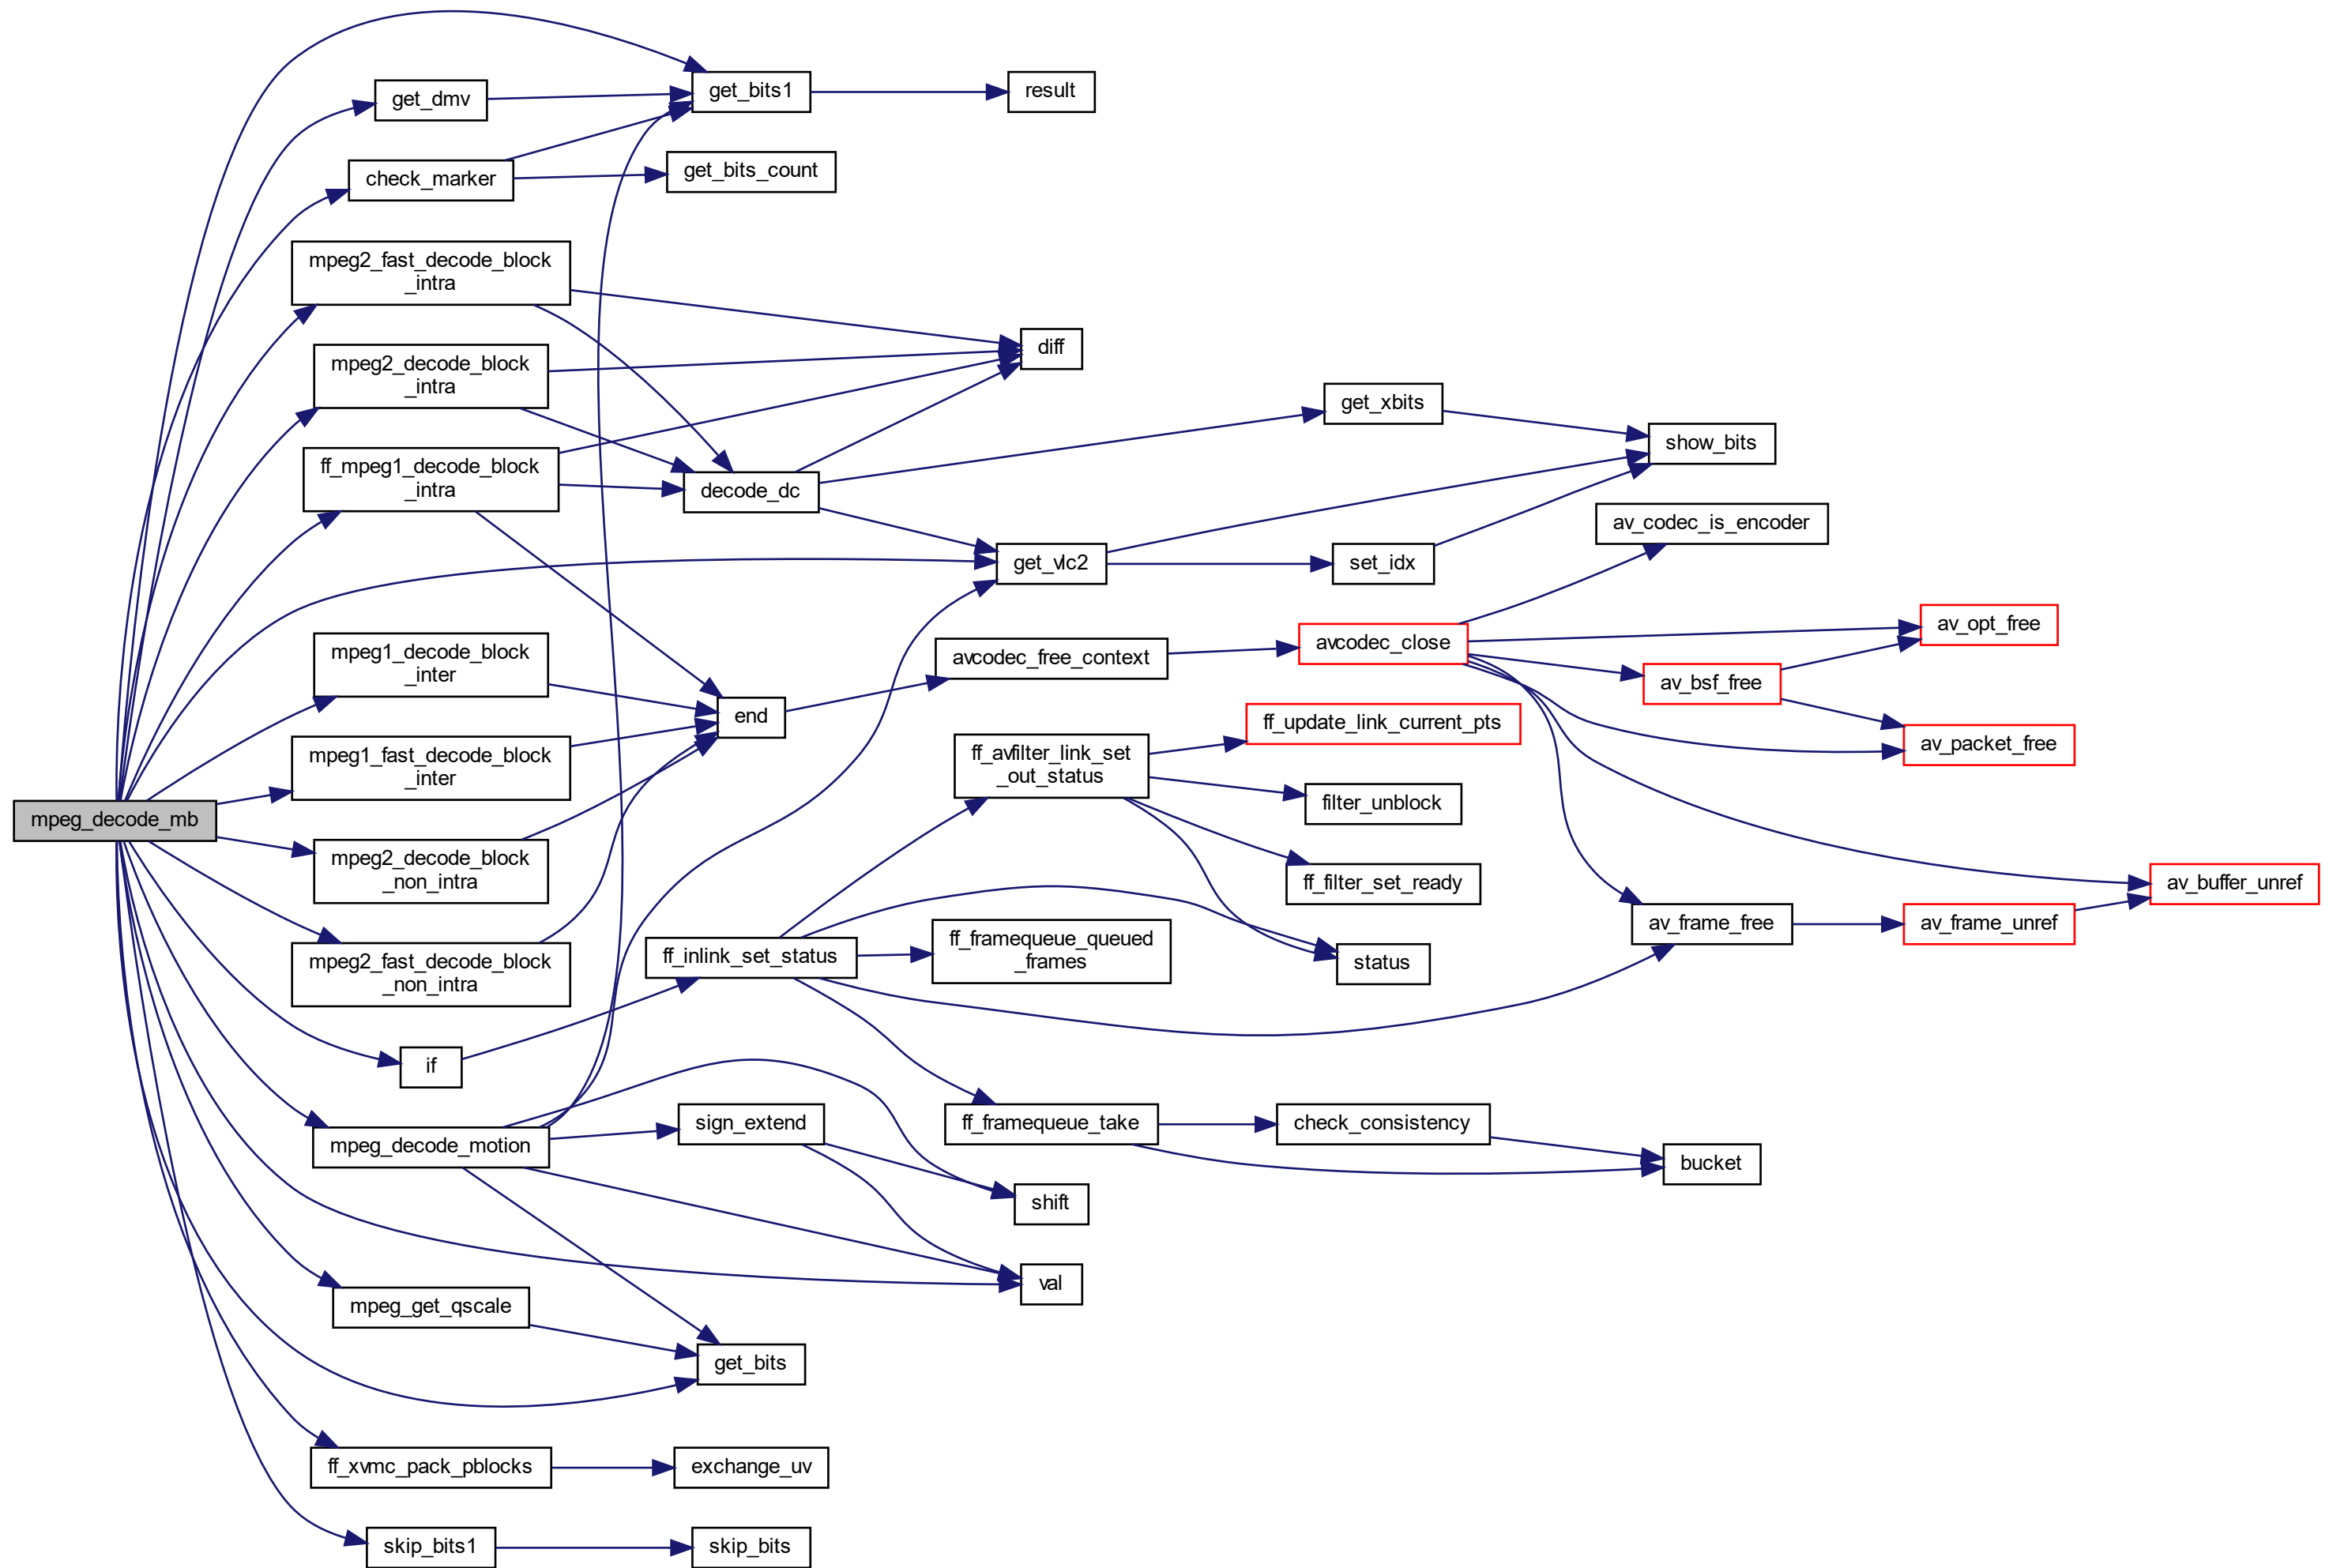 get_bits1
result
get_dmv
check_marker
get_bits_count
mpeg2_fast_decode_block
_intra
mpeg2_decode_block
_intra
diff
get_xbits
show_bits
ff_mpeg1_decode_block
_intra
decode_dc
av_codec_is_encoder
get_vlc2
set_idx
av_opt_free
mpeg1_decode_block
_inter
avcodec_free_context
avcodec_close
av_bsf_free
end
ff_update_link_current_pts
av_packet_free
mpeg1_fast_decode_block
_inter
ff_avfilter_link_set
_out_status
filter_unblock
mpeg_decode_mb
mpeg2_decode_block
_non_intra
ff_filter_set_ready
av_buffer_unref
av_frame_free
av_frame_unref
mpeg2_fast_decode_block
_non_intra
ff_inlink_set_status
ff_framequeue_queued
_frames
status
if
sign_extend
ff_framequeue_take
check_consistency
mpeg_decode_motion
bucket
shift
val
mpeg_get_qscale
get_bits
ff_xvmc_pack_pblocks
exchange_uv
skip_bits1
skip_bits